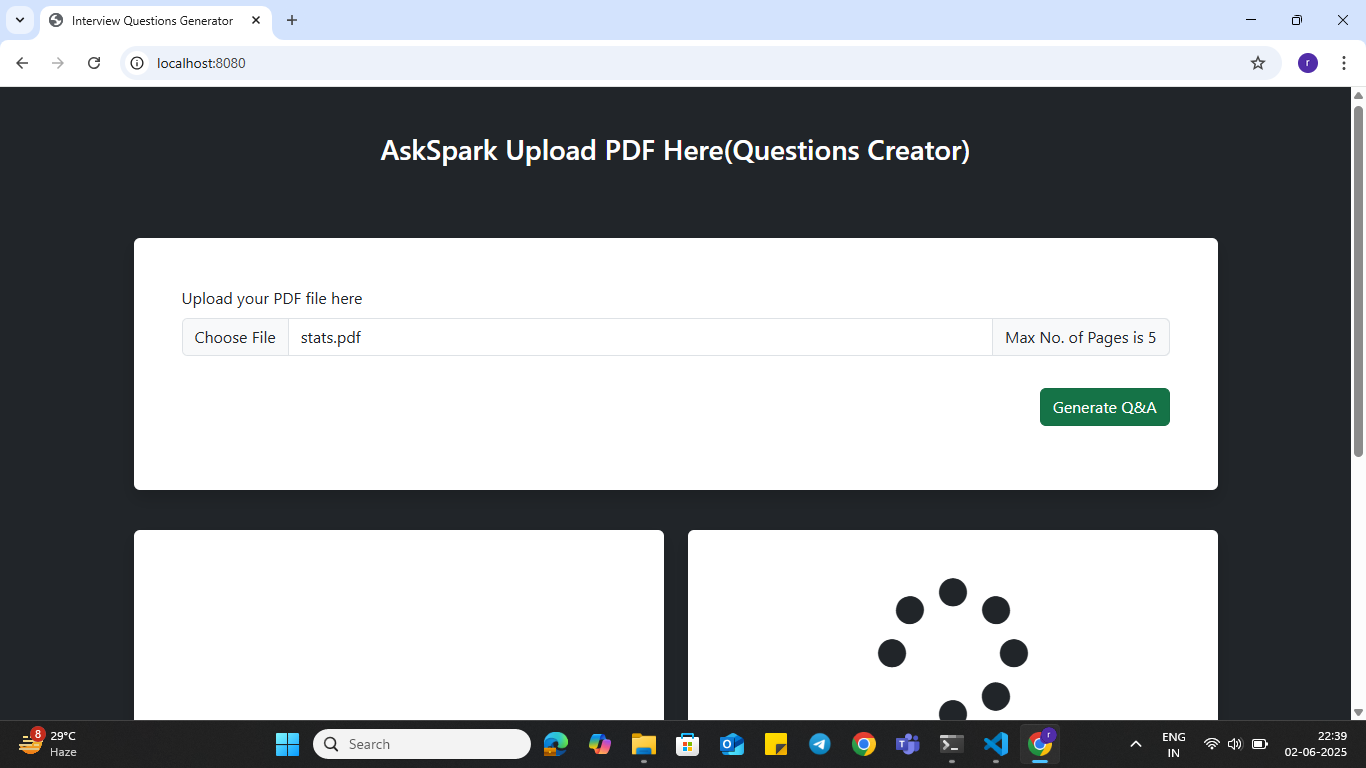 Interview Questions Generator
localhost:8080
r
AskSpark Upload PDF Here(Questions Creator)
Upload your PDF file here
Choose File stats.pdf Max No. of Pages is 5
Generate Q&A
8
29°C
Haze
Search
r
ENG
IN
22:39
02-06-2025